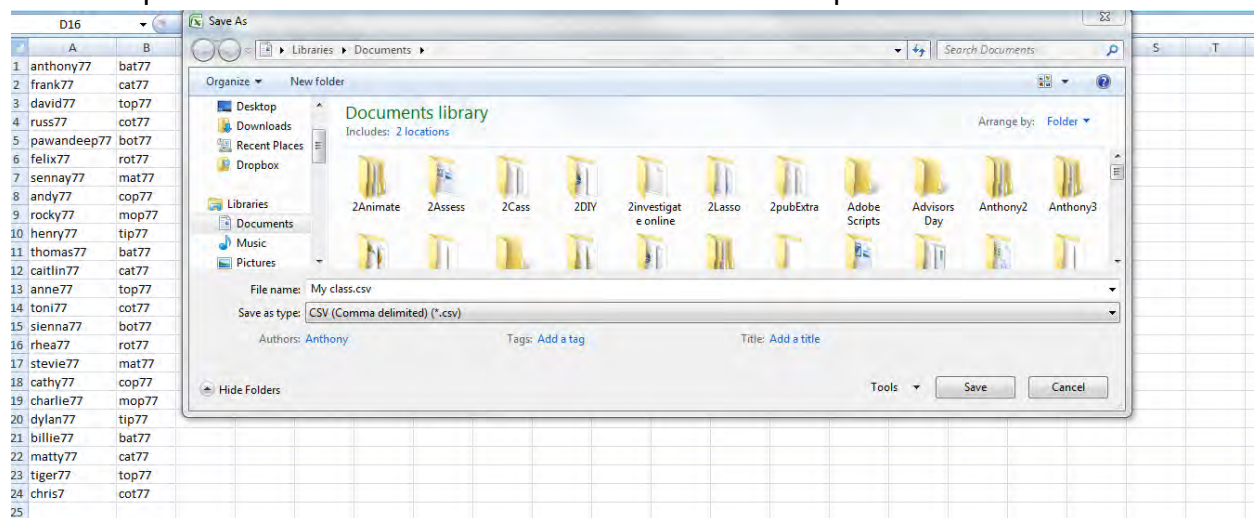 D16
Save As
Libraries Documents
Search Documents
A B S T
Organize New folder
1 anthony77 bat77
2 frank77 cat77
3 david77 top77
4 russ77 cot77
5 pawandeep77 bot77
6 felix77 rot77
7 sennay77 mat77
8 andy77 cop77
9 rocky77 mop77
10 henry77 tip77
11 thomas77 bat77
12 caitlin77 cat77
13 anne77 top77
14 toni77 cot77
15 sienna77 bot77
16 rhea77 rot77
17 stevie77 mat77
18 cathy77 cop77
19 charlie77 mop77
20 dylan77 tip77
21 billie77 bat77
22 matty77 cat77
23 tiger77 top77
24 chris7 cot77
25
Desktop
Downloads
Recent Places
Dropbox
Libraries
Documents
Music
Pictures
Documents library
Includes: 2 locations
Arrange by: Folder
2Animate 2Assess 2Cass 2DIY 2investigat 2Lasso 2pubExtra Adobe Advisors Anthony2 Anthony3
e online Scripts Day
File name: My class.csv
Save as type: CSV (Comma delimited) (*.csv)
Authors: Anthony Tags: Add a tag Title: Add a title
Hide Folders Tools Save Cancel